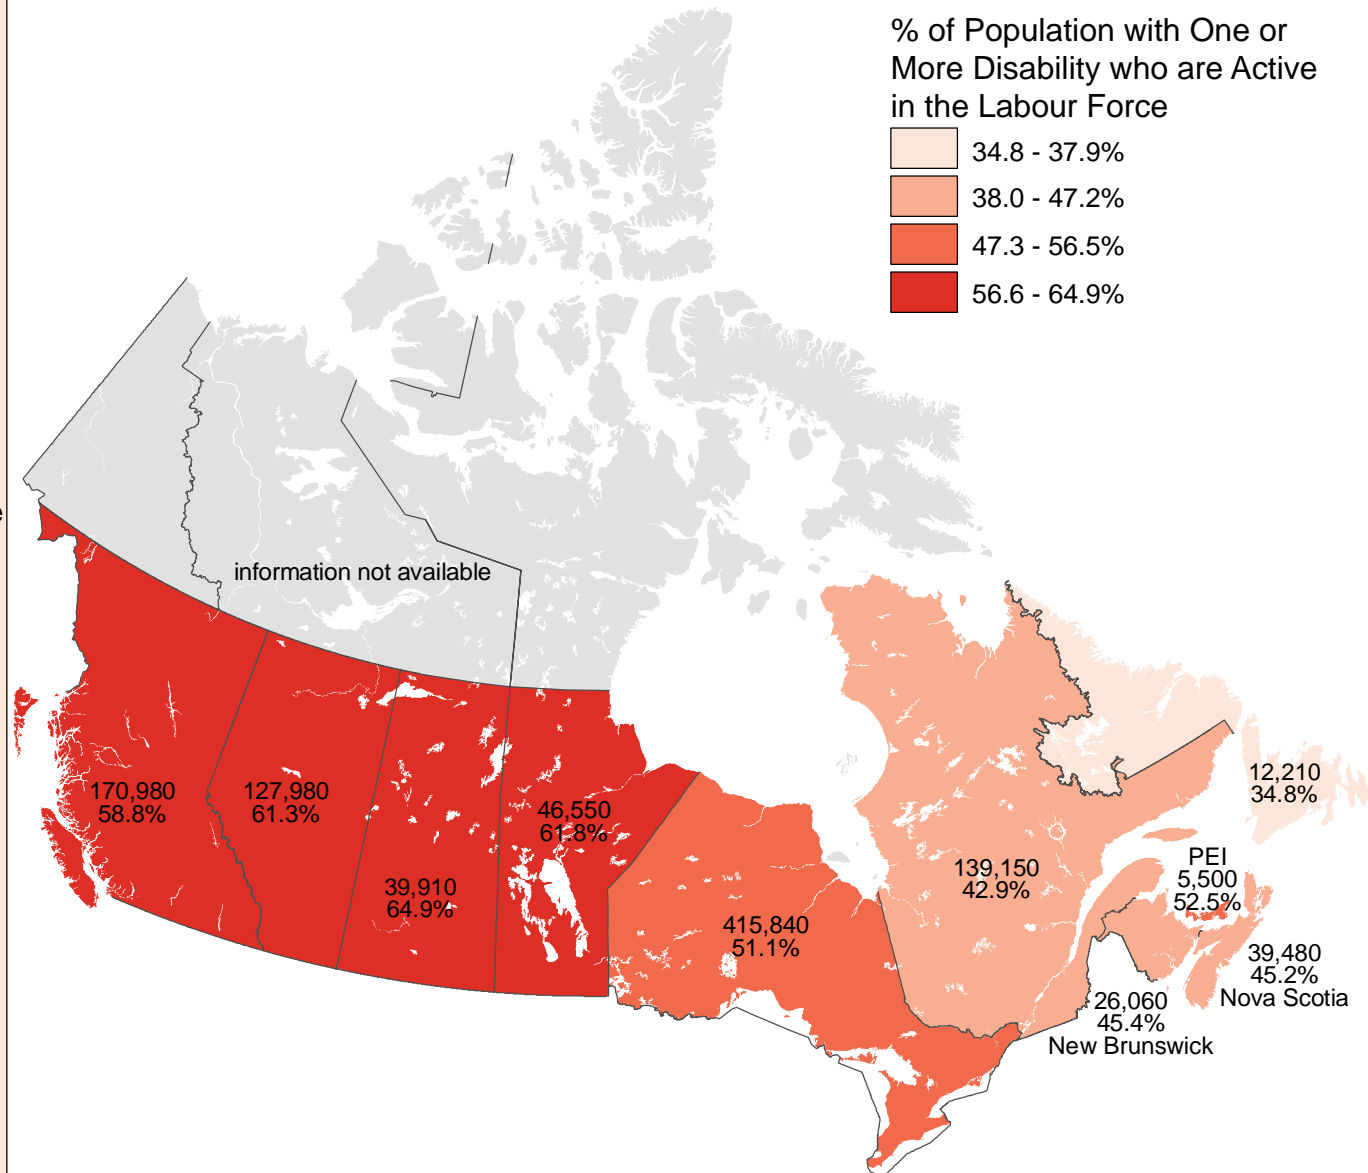 % of Population with One or
More Disability who are Active
in the Labour Force
34.8 - 37.9%
38.0 - 47.2%
47.3 - 56.5%
56.6 - 64.9%
e
information not available
170,980
58.8%
127,980
61.3%
39,910
64.9%
46,550
61.8%
415,840
51.1%
139,150
42.9%
12,210
34.8%
PEI
5,500
52.5%
39,480
45.2%
Nova Scotia
26,060
45.4%
New Brunswick